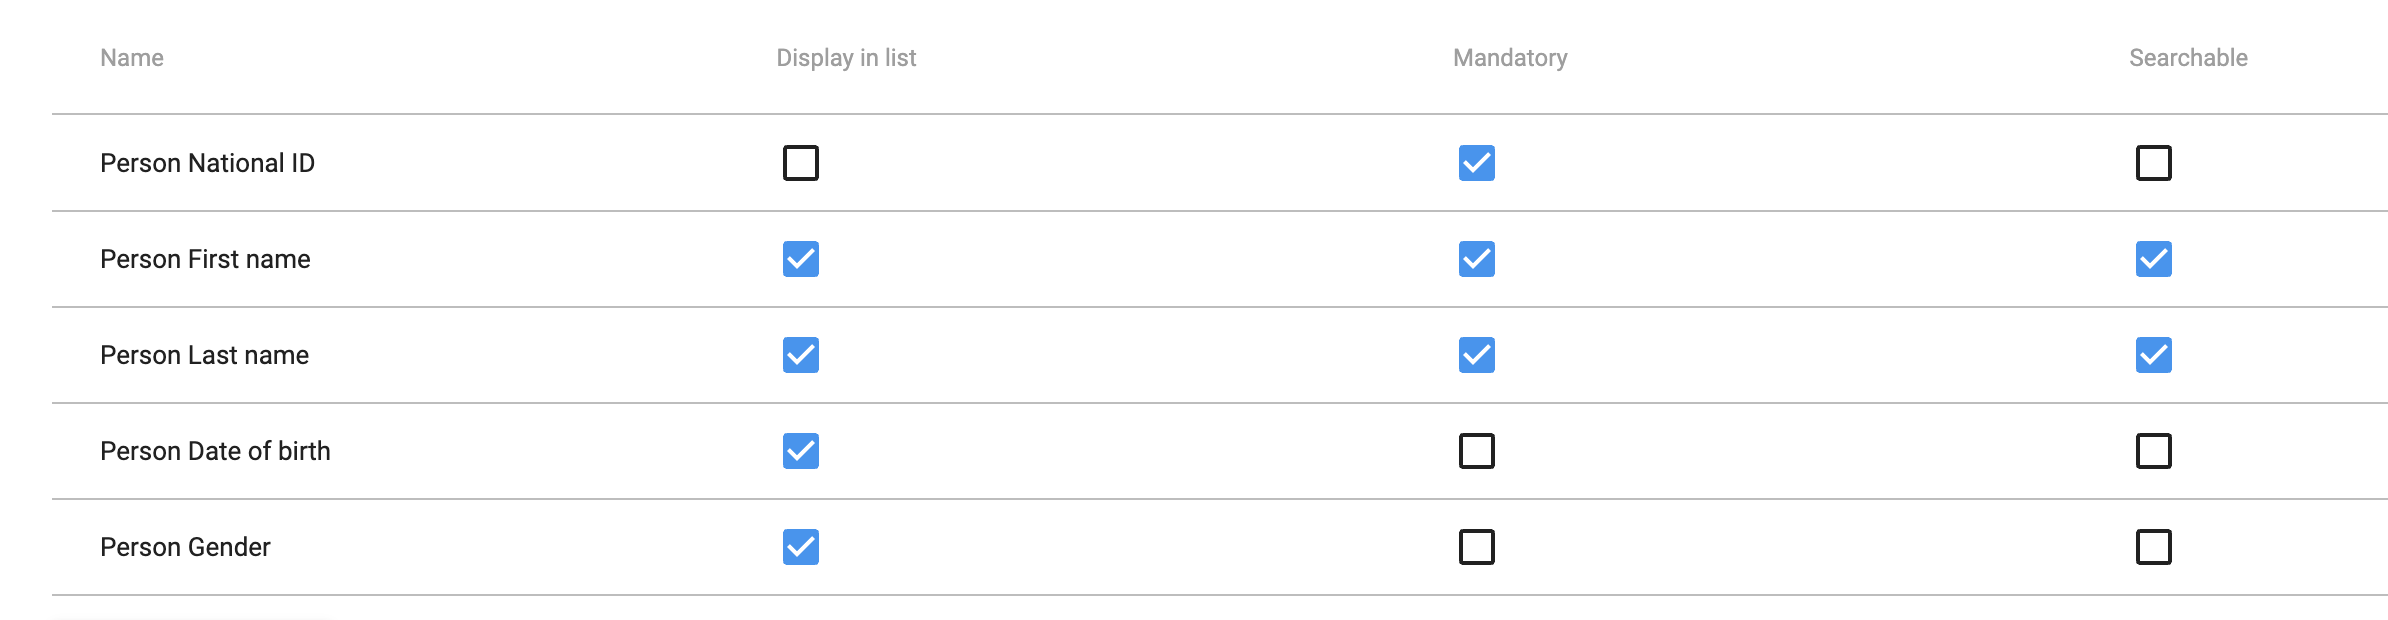 Name Display in list Mandatory Searchable
Person National ID
Person First name
Person Last name
Person Date of birth
Person Gender